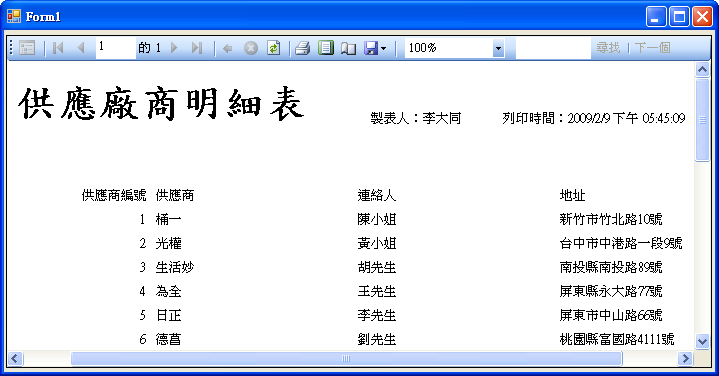 Form1
1 的 1 100% 尋找 | 下一個
供應廠商明細表
製表人：李大同 列印時間：2009/2/9 下午 05:45:09
供應商編號 供應商 連絡人 地址
1 桶一 陳小姐 新竹市竹北路10號
2 光權 黃小姐 台中市中港路一段9號
3 生活妙 胡先生 南投縣南投路89號
4 為全 王先生 屏東縣永大路77號
5 日正 李先生 屏東市中山路66號
6 德菖 劉先生 桃園縣富國路4111號